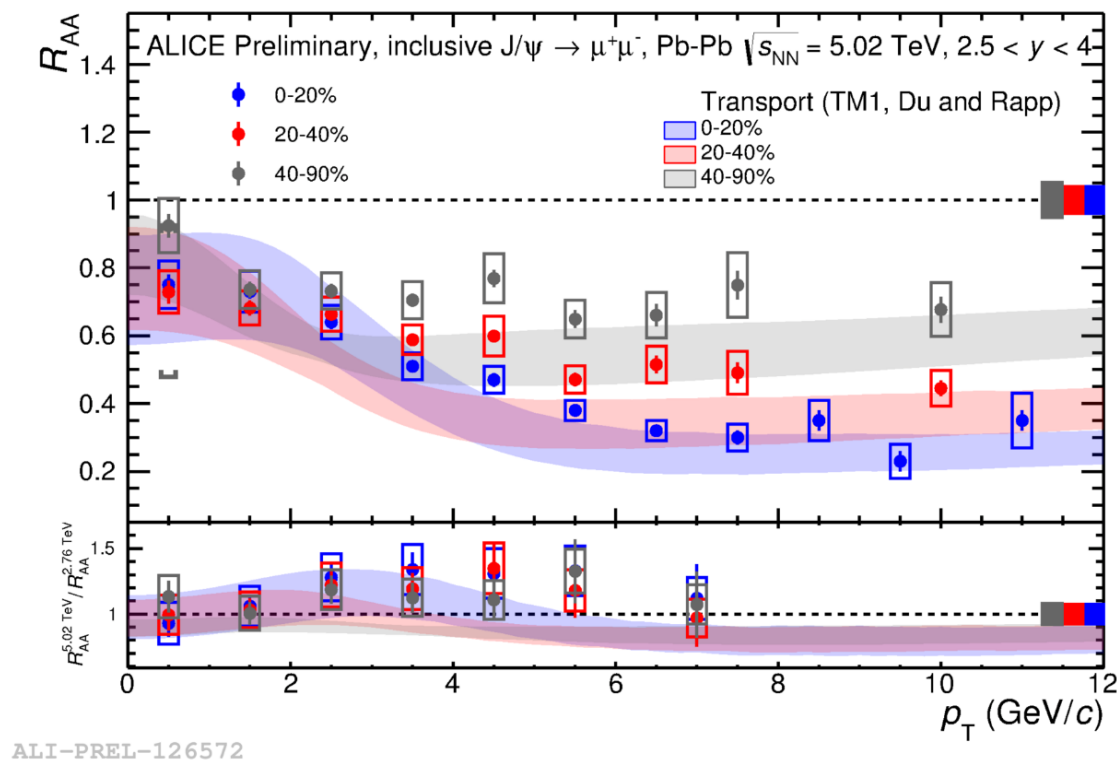 ALICE Preliminary, inclusive J/ψ → μ⁺μ⁻, Pb-Pb √s_NN = 5.02 TeV, 2.5 < y < 4
0-20%
20-40%
40-90%
Transport (TM1, Du and Rapp)
0-20%
20-40%
40-90%
R_AA
1.4
1.2
1
0.8
0.6
0.4
0.2
R_AA^5.02 TeV / R_AA^2.76 TeV
1.5
1
0 2 4 6 8 10 12
p_T (GeV/c)
ALI-PREL-126572